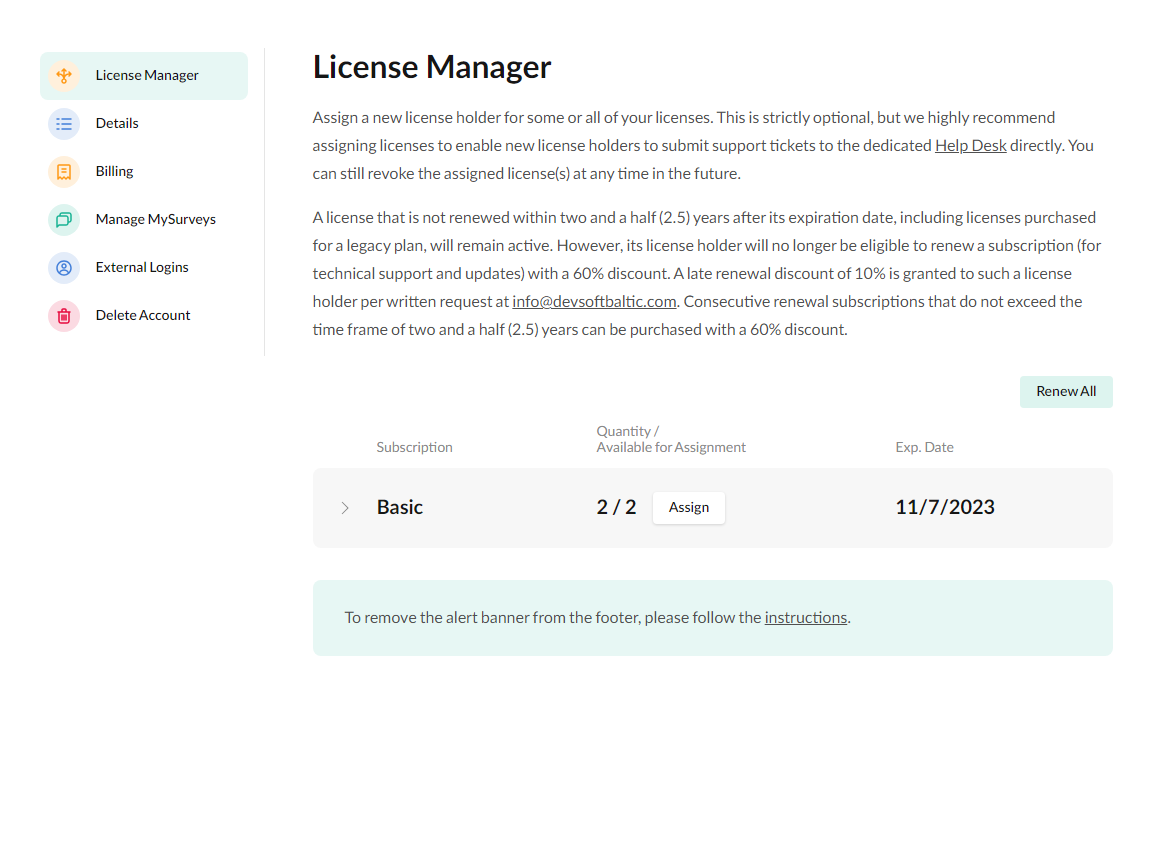 License Manager
Details
Billing
Manage MySurveys
External Logins
Delete Account
License Manager
Assign a new license holder for some or all of your licenses. This is strictly optional, but we highly recommend
assigning licenses to enable new license holders to submit support tickets to the dedicated Help Desk directly. You
can still revoke the assigned license(s) at any time in the future.
A license that is not renewed within two and a half (2.5) years after its expiration date, including licenses purchased
for a legacy plan, will remain active. However, its license holder will no longer be eligible to renew a subscription (for
technical support and updates) with a 60% discount. A late renewal discount of 10% is granted to such a license
holder per written request at info@devsoftbaltic.com. Consecutive renewal subscriptions that do not exceed the
time frame of two and a half (2.5) years can be purchased with a 60% discount.
Renew All
Subscription
Quantity /
Available for Assignment
Exp. Date
Basic
2 / 2
Assign
11/7/2023
To remove the alert banner from the footer, please follow the instructions.